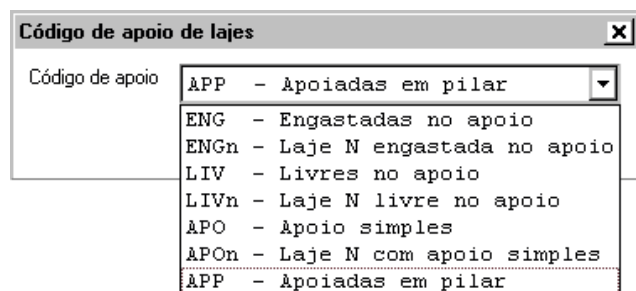 Código de apoio de lajes
Código de apoio APP - Apoiadas em pilar
ENG - Engastadas no apoio
ENGn - Laje N engastada no apoio
LIV - Livres no apoio
LIVn - Laje N livre no apoio
APO - Apoio simples
APOn - Laje N com apoio simples
APP - Apoiadas em pilar